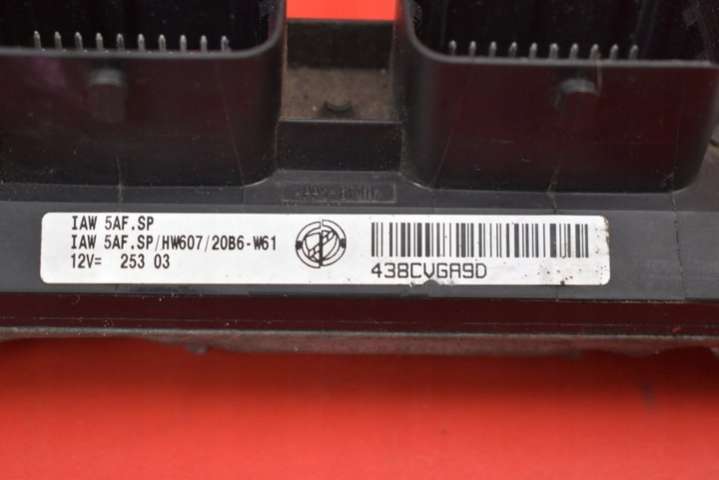 IAW 5AF.SP
IAW 5AF.SP/HW607/20B6-W61
12V= 253 03
438CVGA9D